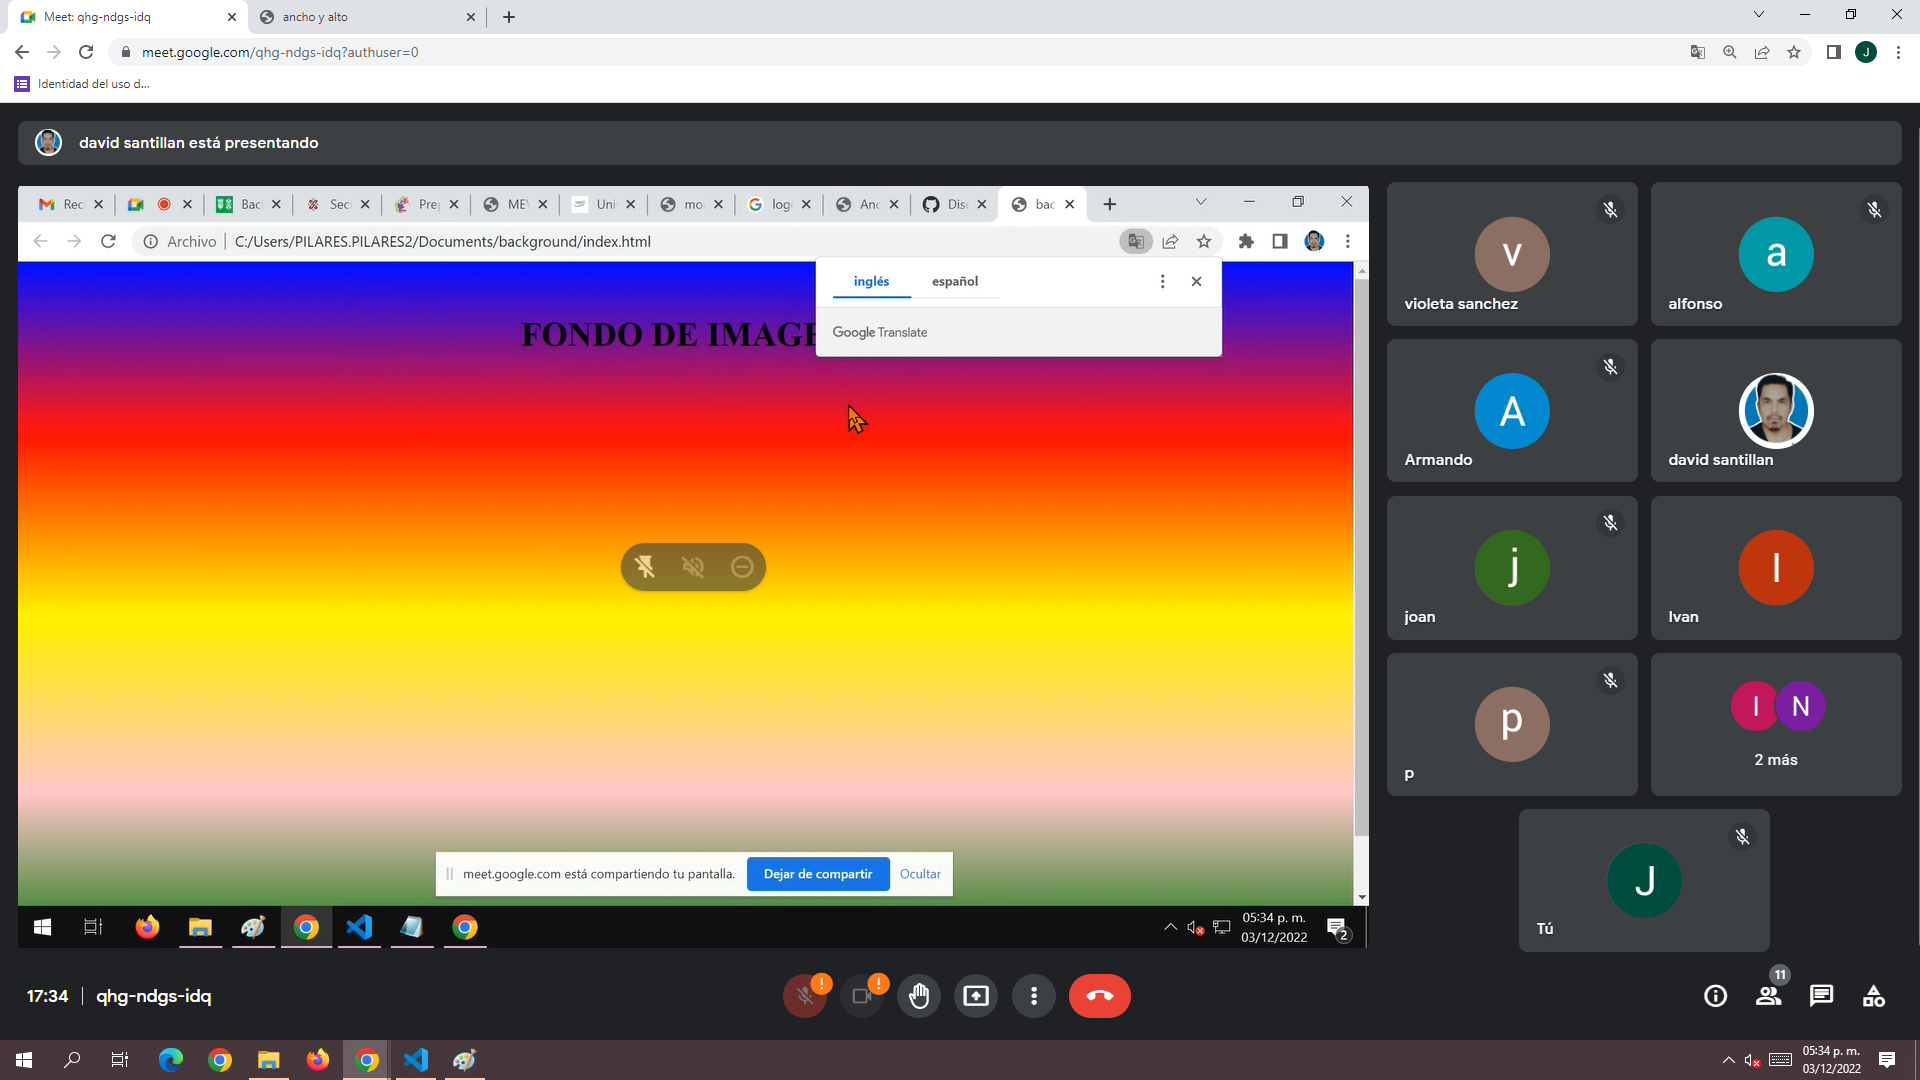 Meet: qhg-ndgs-idq
ancho y alto
meet.google.com/qhg-ndgs-idq?authuser=0
J
Identidad del uso d...
david santillan está presentando
Rec
Bac
Sec
Pre
ME
Uni
mo
log
Anc
Dise
bac
Archivo
C:/Users/PILARES.PILARES2/Documents/background/index.html
inglés
español
Google Translate
FONDO DE IMAGE
meet.google.com está compartiendo tu pantalla.
Dejar de compartir
Ocultar
05:34 p. m.
03/12/2022
2
v
violeta sanchez
a
alfonso
A
Armando
david santillan
j
joan
I
Ivan
p
p
I
N
2 más
J
Tú
17:34
qhg-ndgs-idq
11
05:34 p. m.
03/12/2022